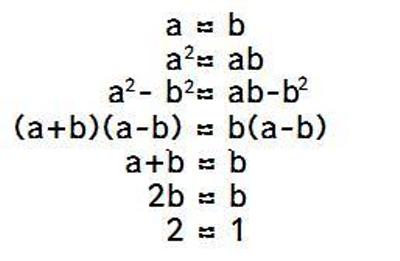 a = b
a²= ab
a²- b²= ab-b²
(a+b)(a-b) = b(a-b)
a+b = b
2b = b
2 = 1